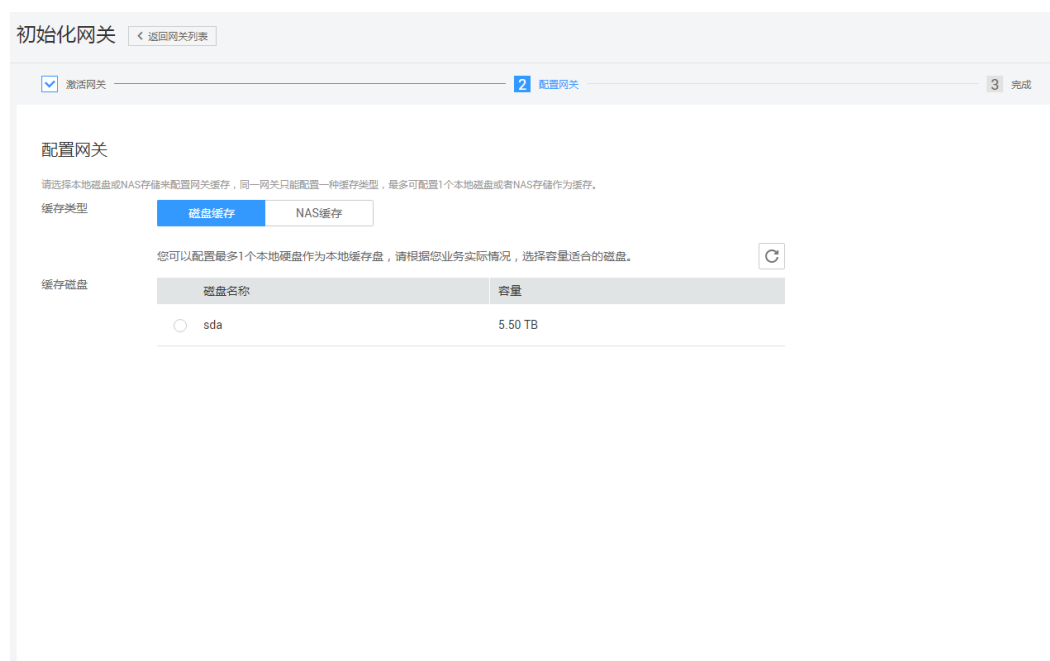 初始化网关 < 返回网关列表
激活网关 2 配置网关 3 完成
配置网关
请选择本地磁盘或NAS存储来配置网关缓存，同一网关只能配置一种缓存类型，最多可配置1个本地磁盘或者NAS存储作为缓存。
缓存类型 磁盘缓存 NAS缓存
您可以配置最多1个本地硬盘作为本地缓存盘，请根据您业务实际情况，选择容量适合的磁盘。
缓存磁盘 磁盘名称 容量
sda 5.50 TB